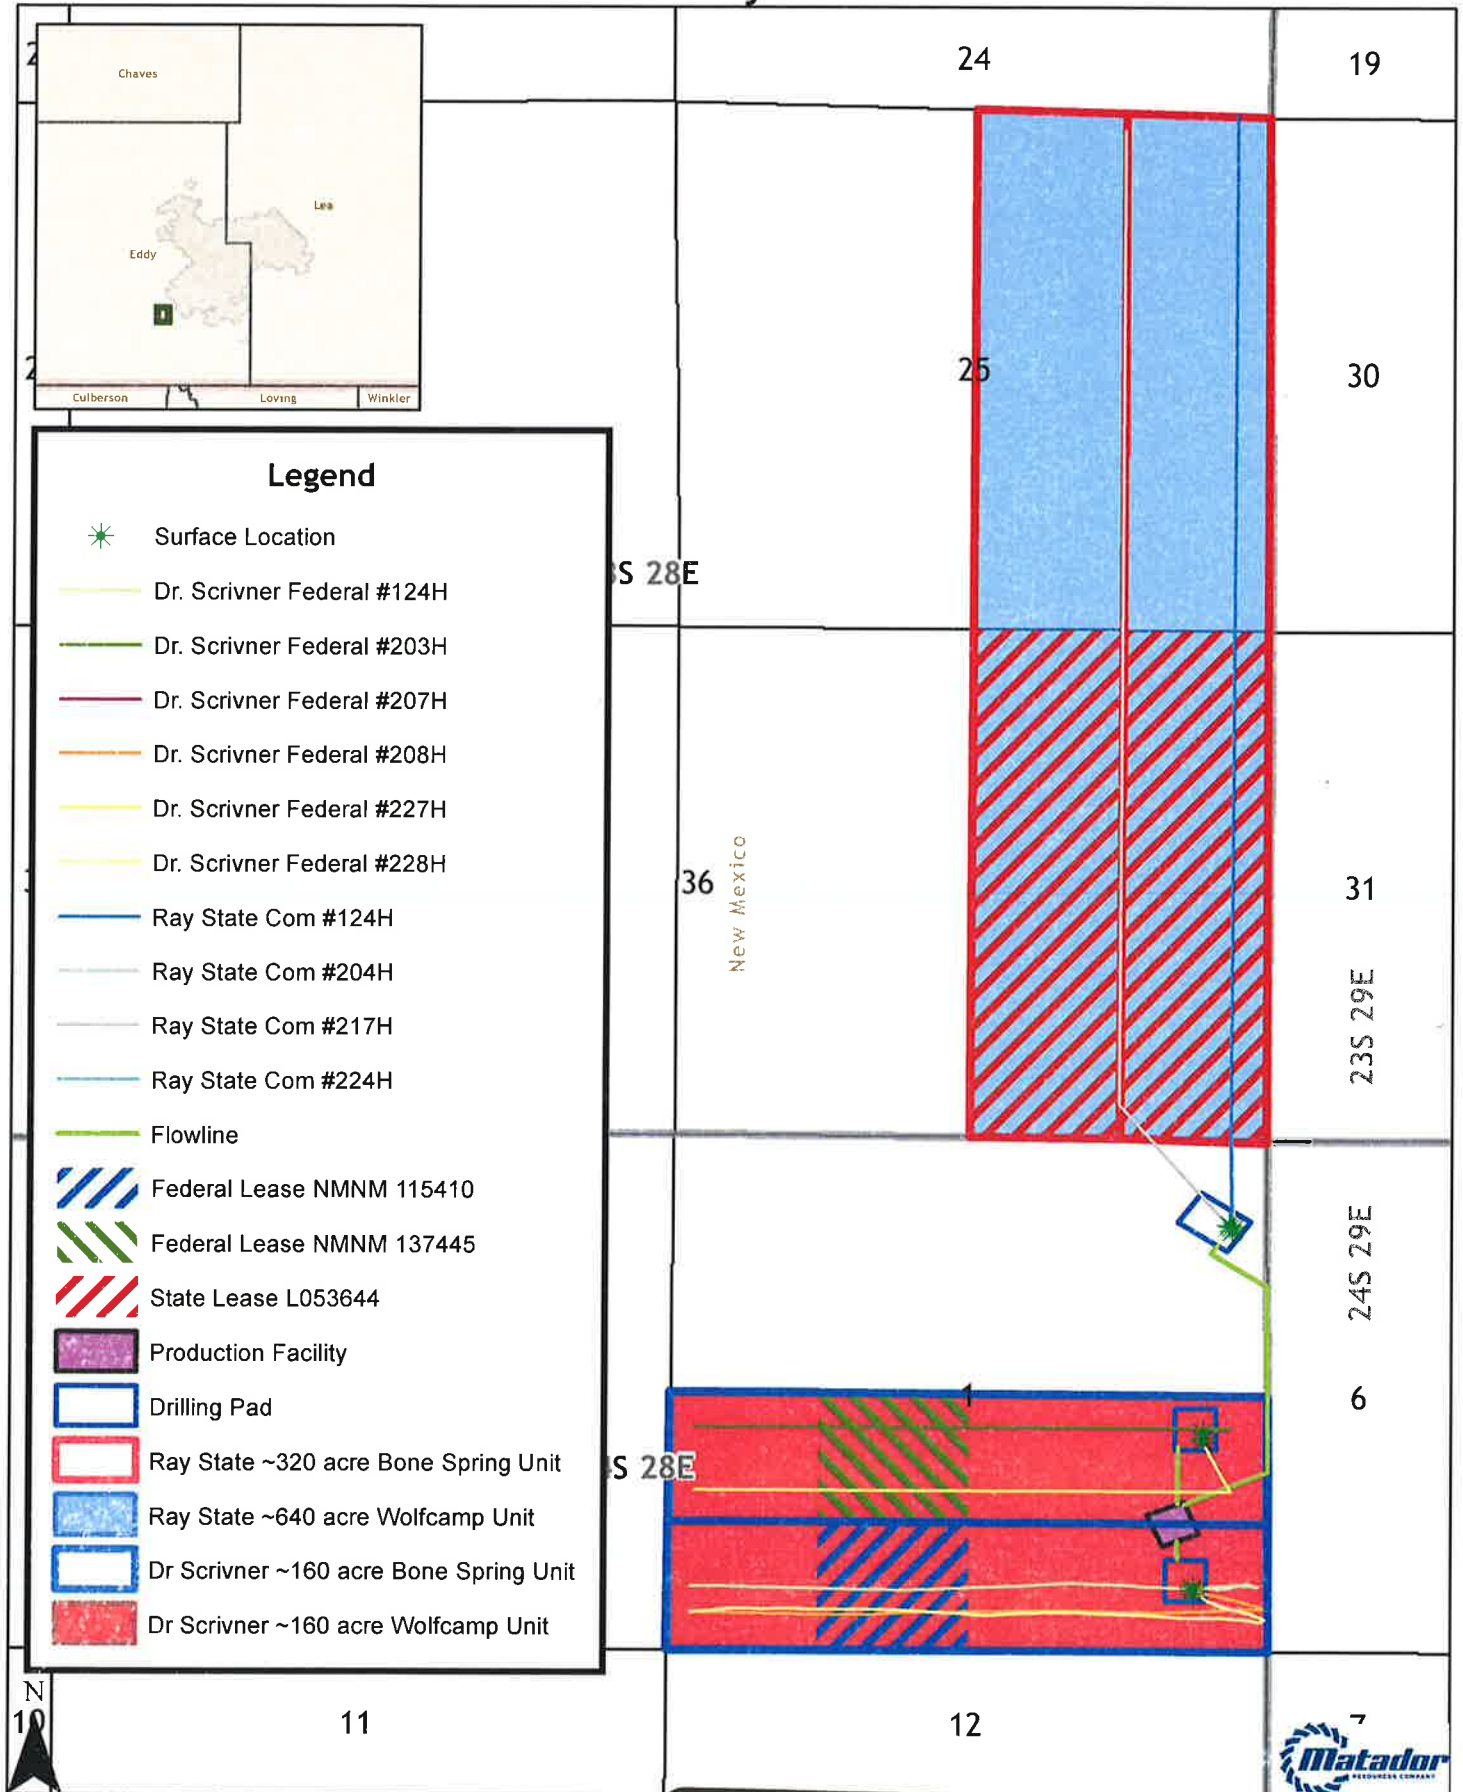 24
19
Chaves
Lea
Eddy
Culberson
Loving
Winkler
25
30
Legend
Surface Location
Dr. Scrivner Federal #124H
Dr. Scrivner Federal #203H
Dr. Scrivner Federal #207H
Dr. Scrivner Federal #208H
Dr. Scrivner Federal #227H
Dr. Scrivner Federal #228H
Ray State Com #124H
Ray State Com #204H
Ray State Com #217H
Ray State Com #224H
Flowline
Federal Lease NMNM 115410
Federal Lease NMNM 137445
State Lease L053644
Production Facility
Drilling Pad
Ray State ~320 acre Bone Spring Unit
Ray State ~640 acre Wolfcamp Unit
Dr Scrivner ~160 acre Bone Spring Unit
Dr Scrivner ~160 acre Wolfcamp Unit
S 28E
36
New Mexico
31
23S 29E
24S 29E
1
6
S 28E
N
10
11
12
7
Matador
RESOURCES COMPANY